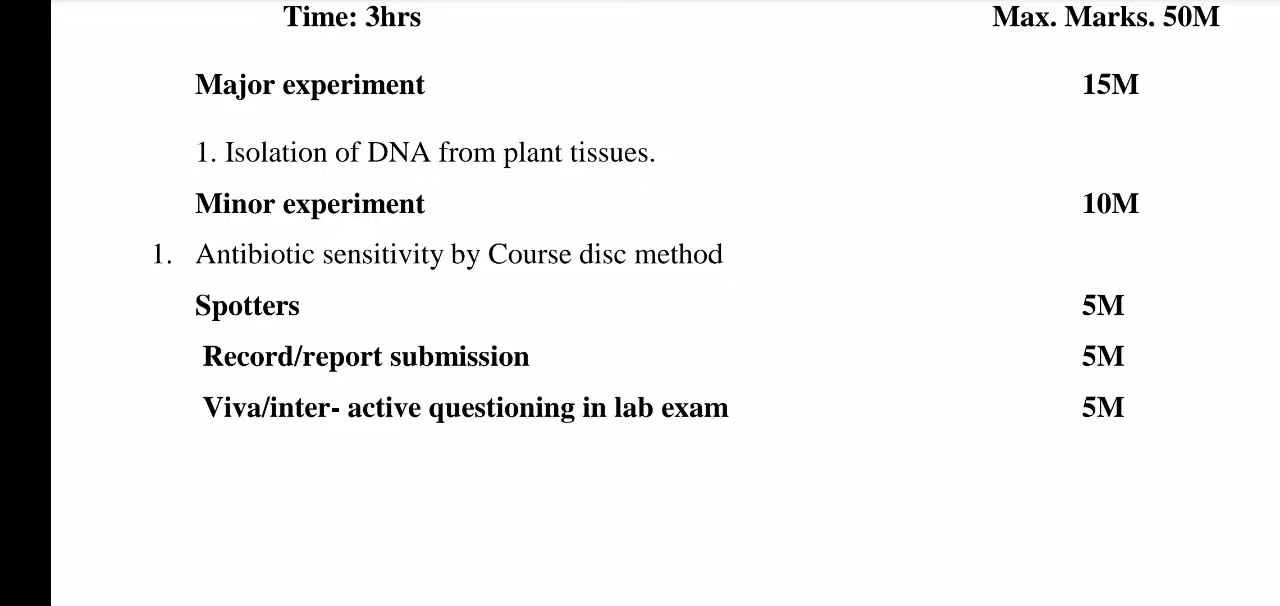 Time: 3hrs Max. Marks. 50M
Major experiment 15M
1. Isolation of DNA from plant tissues.
Minor experiment 10M
1. Antibiotic sensitivity by Course disc method
Spotters 5M
Record/report submission 5M
Viva/inter- active questioning in lab exam 5M